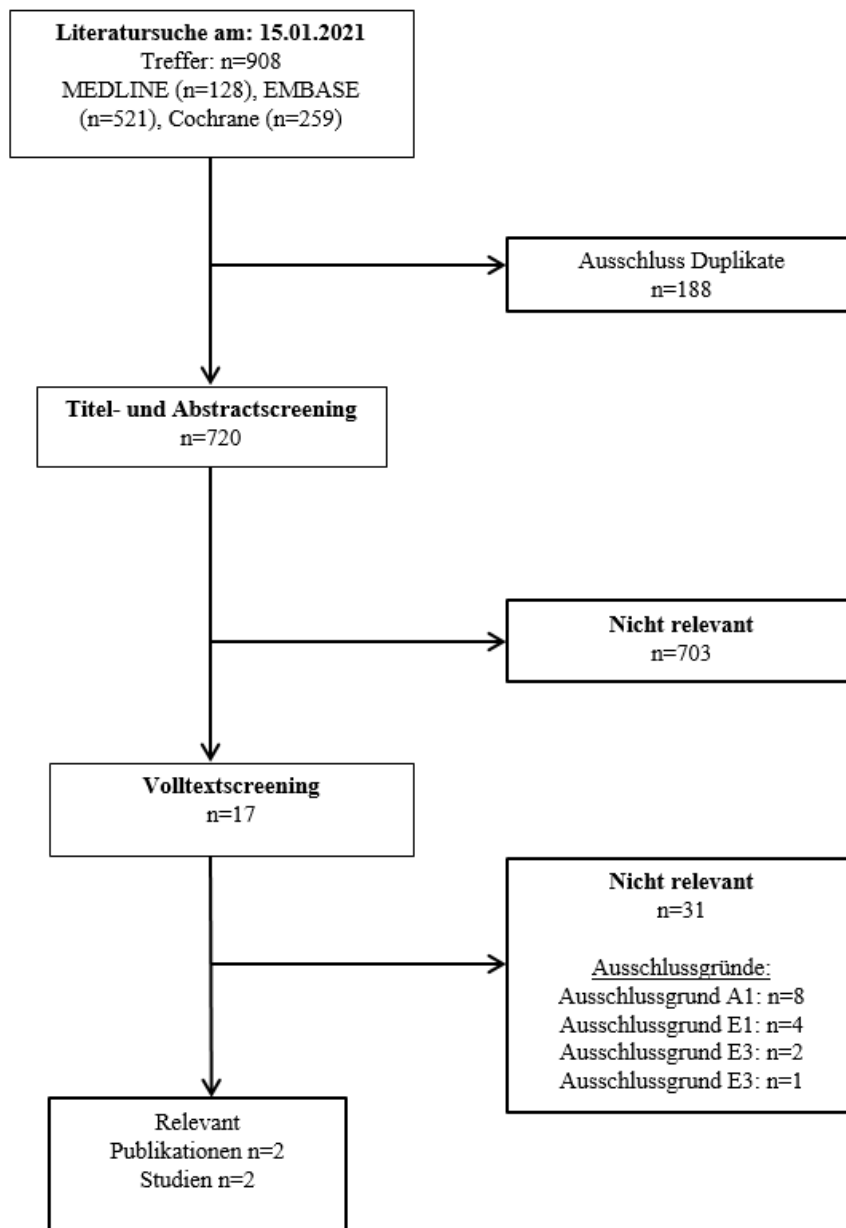 Literatursuche am: 15.01.2021
Treffer: n=908
MEDLINE (n=128), EMBASE
(n=521), Cochrane (n=259)
Ausschluss Duplikate
n=188
Titel- und Abstractscreening
n=720
Nicht relevant
n=703
Volltextscreening
n=17
Nicht relevant
n=31
Ausschlussgründe:
Ausschlussgrund A1: n=8
Ausschlussgrund E1: n=4
Ausschlussgrund E3: n=2
Ausschlussgrund E3: n=1
Relevant
Publikationen n=2
Studien n=2